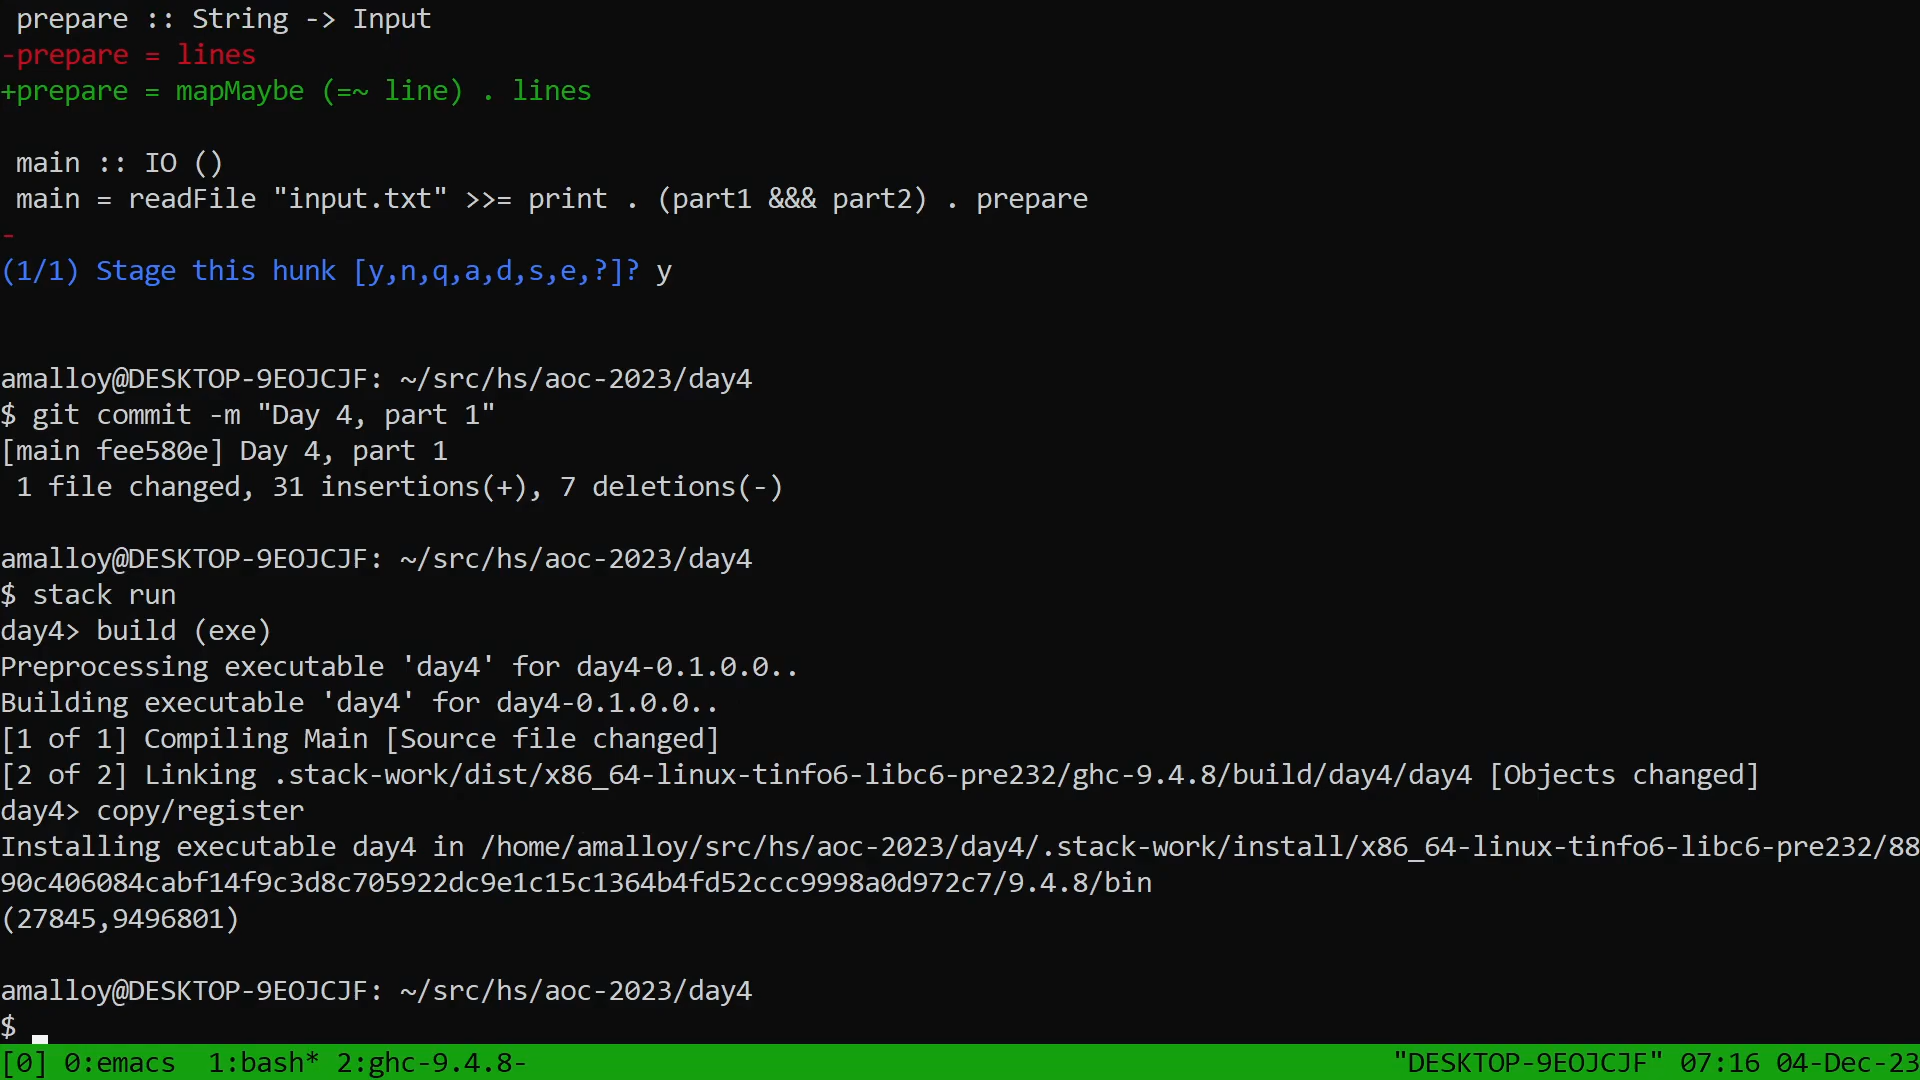 prepare :: String -> Input
-prepare = lines
+prepare = mapMaybe (=~ line) . lines
main :: IO ()
main = readFile "input.txt" >>= print . (part1 &&& part2) . prepare
-
(1/1) Stage this hunk [y,n,q,a,d,s,e,?]? y
amalloy@DESKTOP-9EOJCJF: ~/src/hs/aoc-2023/day4
$ git commit -m "Day 4, part 1"
[main fee580e] Day 4, part 1
1 file changed, 31 insertions(+), 7 deletions(-)
amalloy@DESKTOP-9EOJCJF: ~/src/hs/aoc-2023/day4
$ stack run
day4> build (exe)
Preprocessing executable 'day4' for day4-0.1.0.0..
Building executable 'day4' for day4-0.1.0.0..
[1 of 1] Compiling Main [Source file changed]
[2 of 2] Linking .stack-work/dist/x86_64-linux-tinfo6-libc6-pre232/ghc-9.4.8/build/day4/day4 [Objects changed]
day4> copy/register
Installing executable day4 in /home/amalloy/src/hs/aoc-2023/day4/.stack-work/install/x86_64-linux-tinfo6-libc6-pre232/88
90c406084cabf14f9c3d8c705922dc9e1c15c1364b4fd52ccc9998a0d972c7/9.4.8/bin
(27845,9496801)
amalloy@DESKTOP-9EOJCJF: ~/src/hs/aoc-2023/day4
$
[0] 0:emacs  1:bash* 2:ghc-9.4.8- "DESKTOP-9EOJCJF" 07:16 04-Dec-23